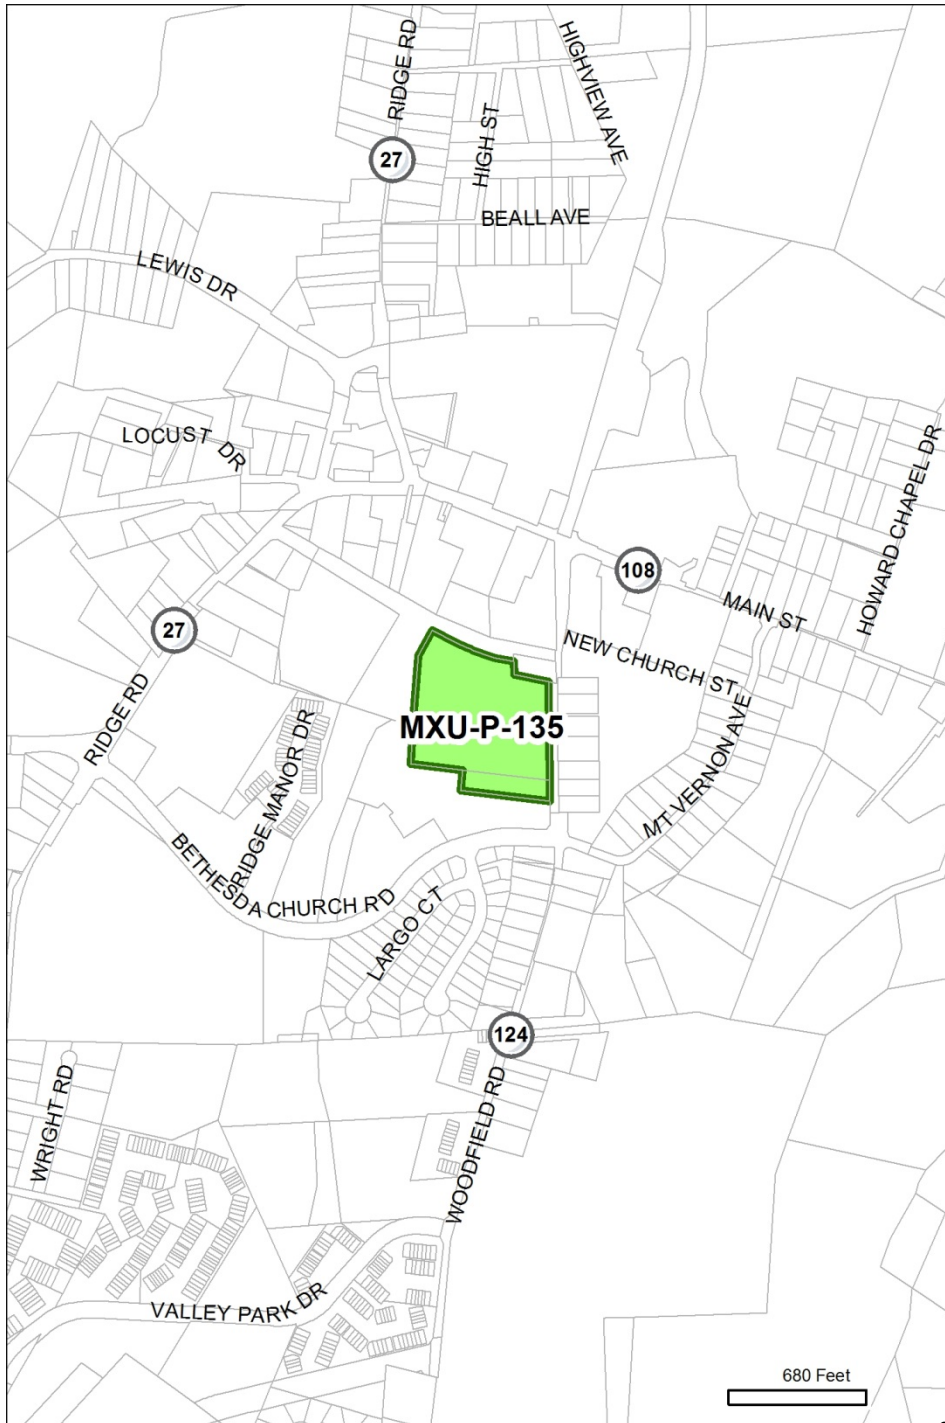 RIDGE RD
HIGHVIEW AVE
27
HIGH ST
BEALL AVE
LEWIS DR
LOCUST DR
HOWARD CHAPEL DR
108
MAIN ST
27
NEW CHURCH ST
RIDGE RD
MXU-P-135
RIDGE MANOR DR
MT VERNON AVE
BETHESDA CHURCH RD
LARGO CT
124
WRIGHT RD
WOODFIELD RD
VALLEY PARK DR
680 Feet